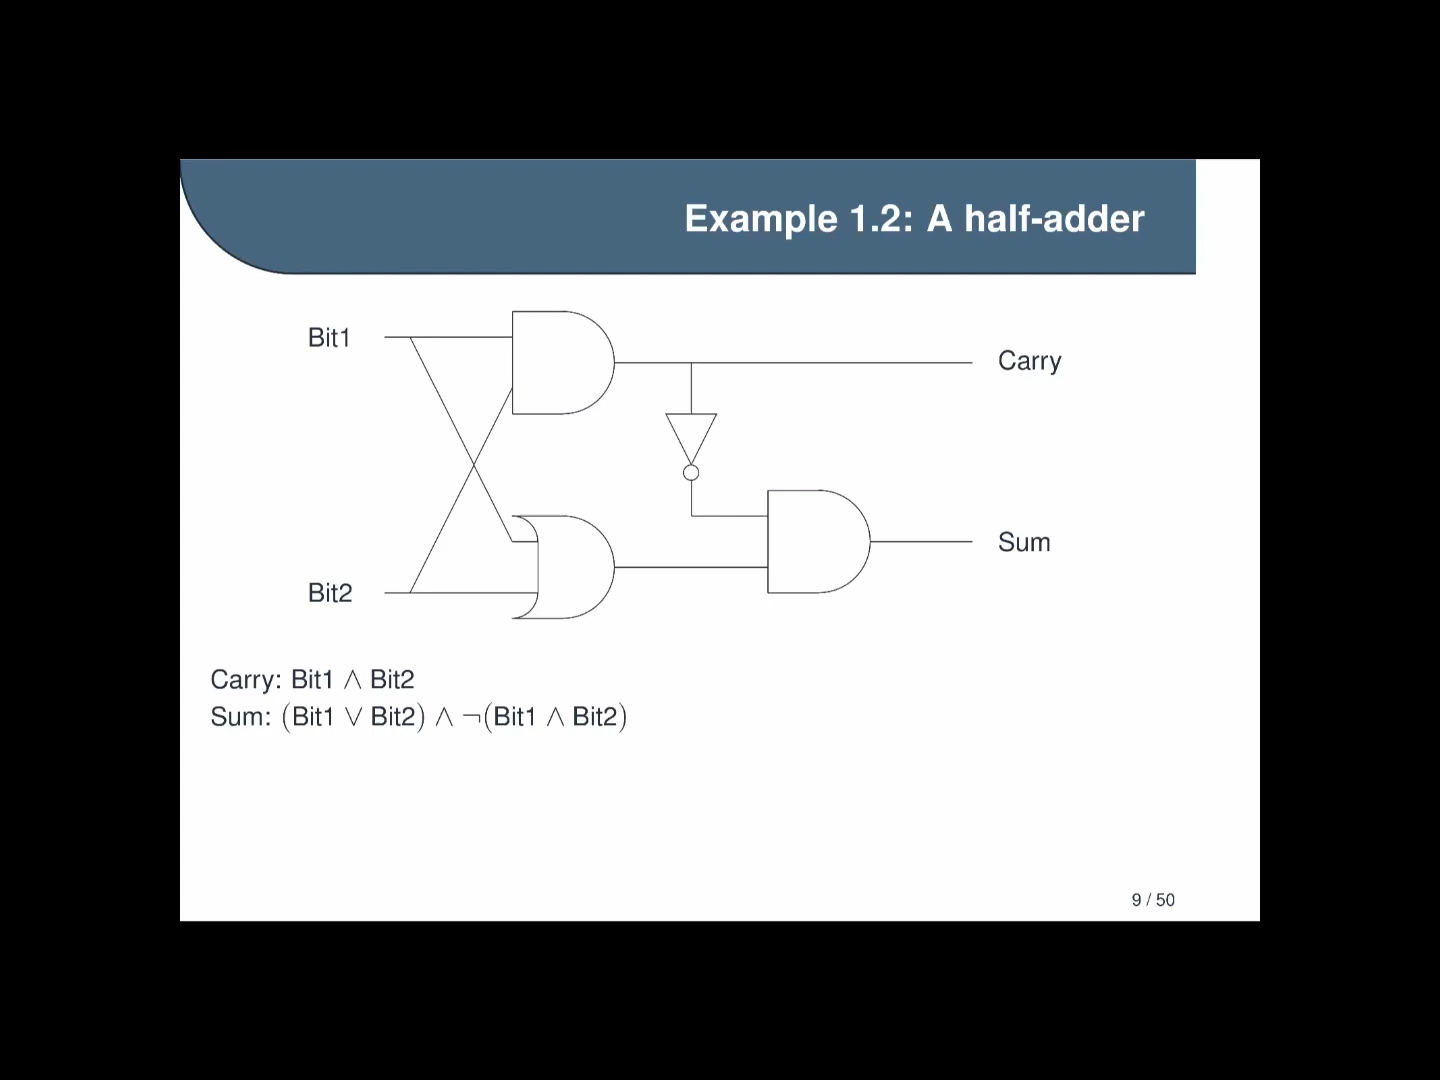 Example 1.2: A half-adder
Bit1
Carry
Sum
Bit2
Carry: Bit1 ∧ Bit2
Sum: (Bit1 ∨ Bit2) ∧ ¬(Bit1 ∧ Bit2)
9 / 50